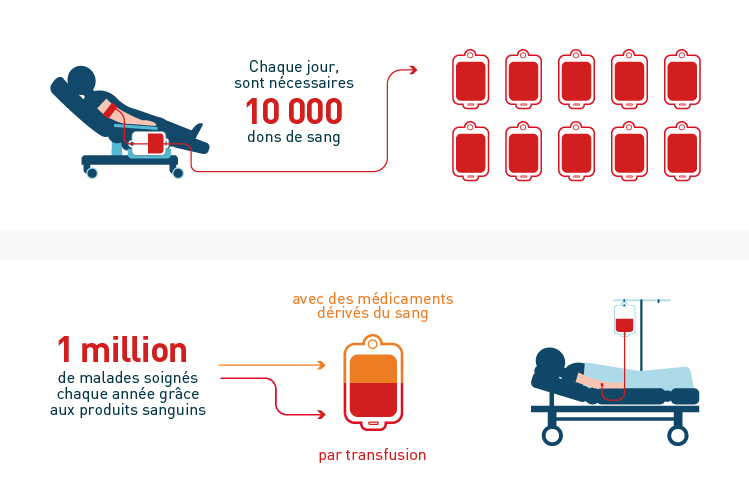 Chaque jour,
sont nécessaires
10 000
dons de sang
avec des médicaments
dérivés du sang
1 million
de malades soignés
chaque année grâce
aux produits sanguins
par transfusion